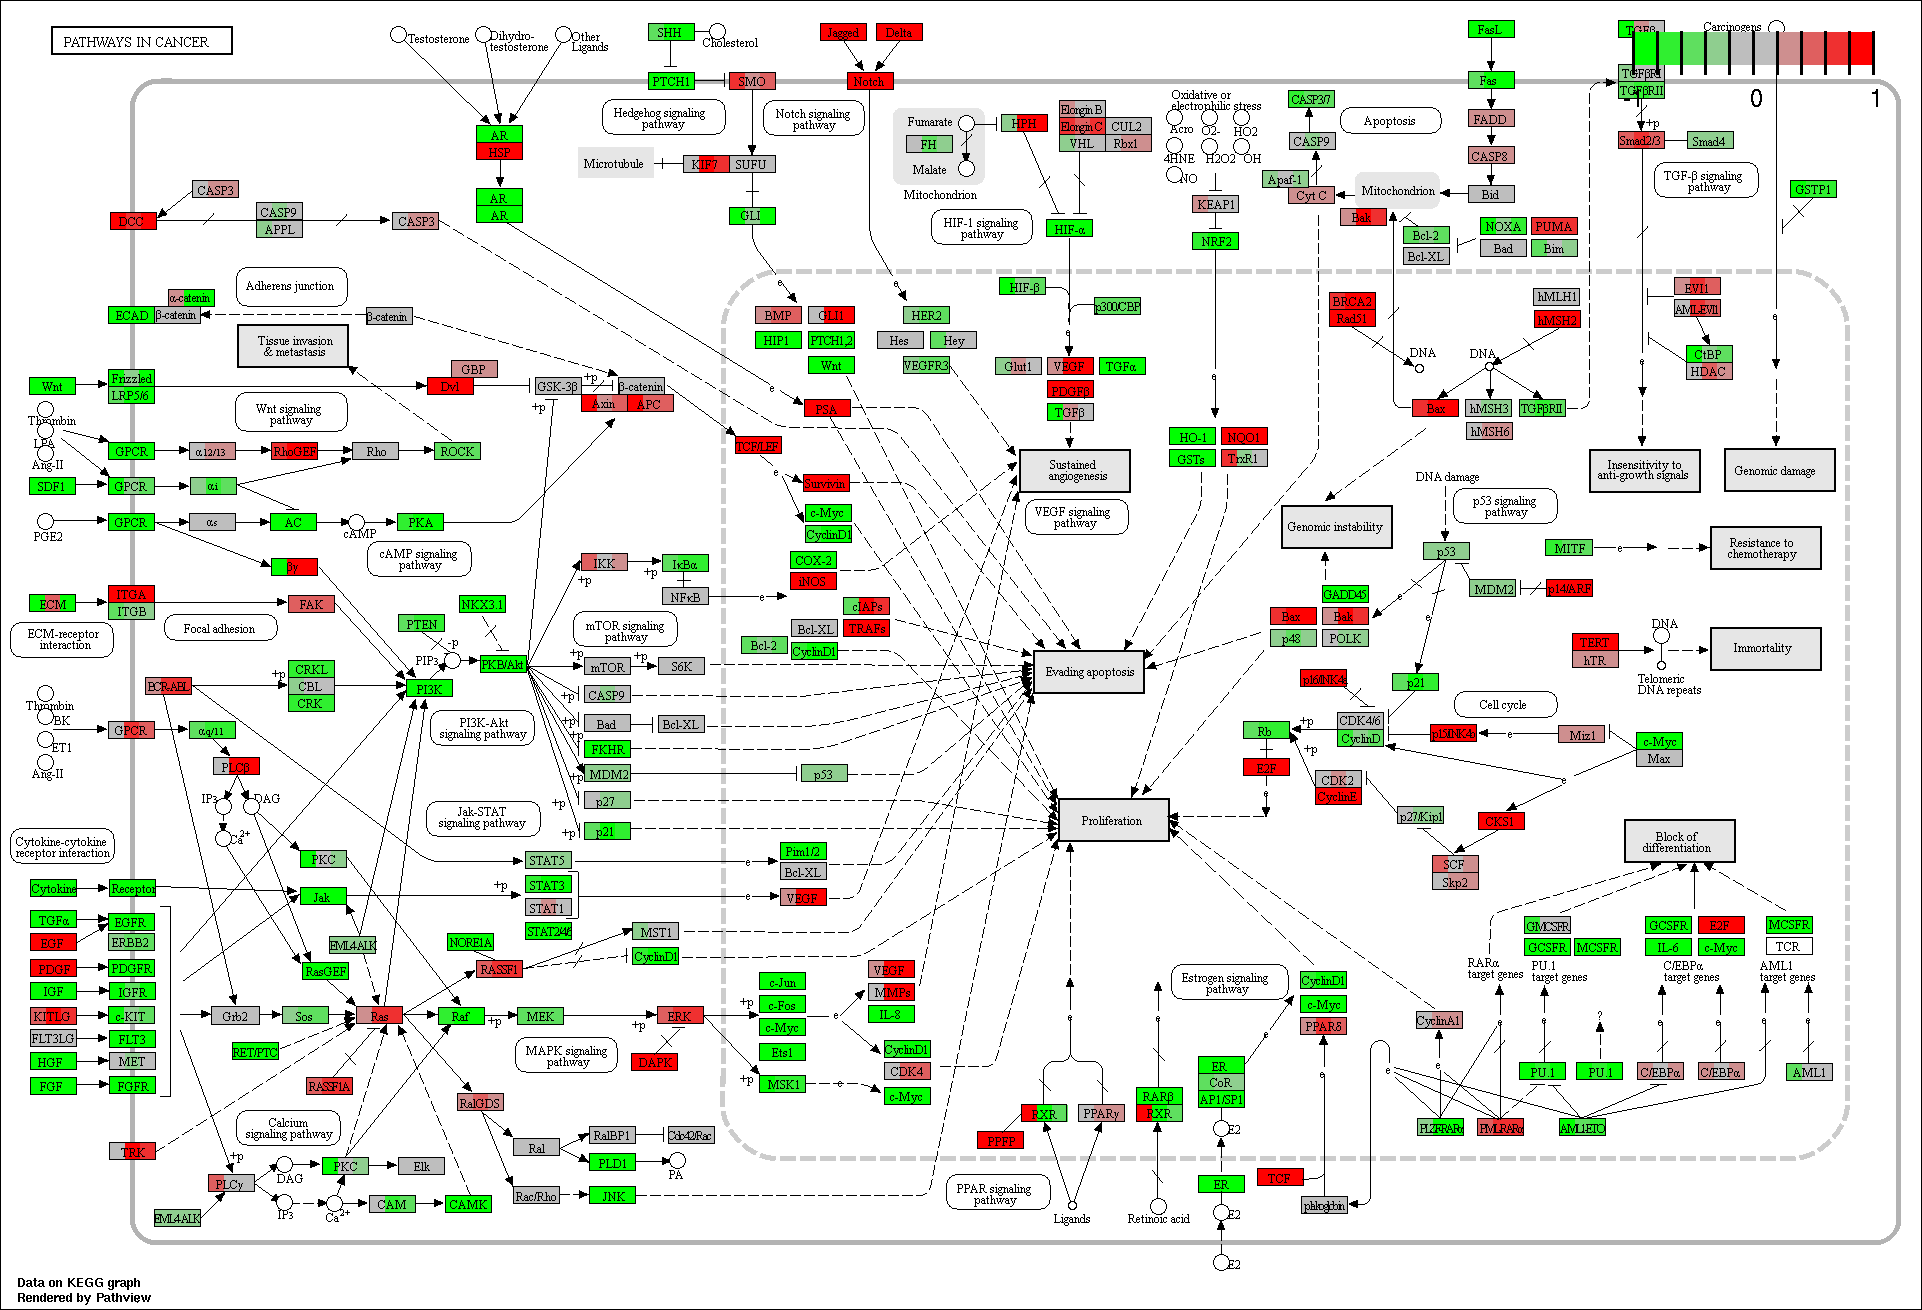 PATHWAYS IN CANCER
Testosterone
Dihydro-
testosterone
Other
Ligands
SHH
Cholesterol
PTCH1
SMO
Hedgehog signaling
pathway
Jagged
Delta
Notch
Notch signaling
pathway
Microtubule
KIF7
SUFU
GLI
Fumarate
FH
Malate
Mitochondrion
HPH
Elongin B
Elongin C
CUL2
VHL
Rbx1
HIF-1 signaling
pathway
HIF-α
Oxidative or
electrophilic stress
Acro
O2-
HO2
4HNE
H2O2
OH
NO
KEAP1
NRF2
CASP3/7
CASP9
Apaf-1
Cyt C
Apoptosis
Mitochondrion
FasL
Fas
FADD
CASP8
Bid
Bak
Bcl-2
Bcl-XL
NOXA
PUMA
Bad
Bim
TGFβ
TGFβRI
TGFβRII
Carcinogens
-1
0
1
+p
Smad2/3
Smad4
TGF-β signaling
pathway
GSTP1
AR
HSP
AR
AR
CASP3
DCC
CASP9
APPL
CASP3
Adherens junction
α-catenin
ECAD
β-catenin
β-catenin
Tissue invasion
& metastasis
Wnt
Frizzled
LRP5/6
Wnt signaling
pathway
GBP
Dvl
GSK-3β
β-catenin
+p
+p
Axin
APC
Thrombin
LPA
Ang-II
GPCR
α12/13
RhoGEF
Rho
ROCK
SDF1
GPCR
αi
PGE2
GPCR
αs
AC
cAMP
PKA
cAMP signaling
pathway
BMP
GLI1
HIP1
PTCH1,2
Wnt
HER2
Hes
Hey
VEGFR3
HIF-β
p300/CBP
Glut1
VEGF
TGFα
PDGFβ
TGFβ
Sustained
angiogenesis
VEGF signaling
pathway
PSA
TCF/LEF
Survivin
c-Myc
CyclinD1
COX-2
iNOS
HO-1
NQO1
GSTs
TrxR1
BRCA2
Rad51
hMLH1
hMSH2
DNA
DNA
Bax
hMSH3
TGFβRII
hMSH6
EVI1
AML-EVI1
CtBP
HDAC
Insensitivity to
anti-growth signals
Genomic damage
Genomic instability
DNA damage
p53 signaling
pathway
p53
MITF
Resistance to
chemotherapy
MDM2
p14/ARF
GADD45
Bax
Bak
p48
POLK
ECM
ITGA
ITGB
FAK
ECM-receptor
interaction
Focal adhesion
NKX3.1
PTEN
PIP3
-p
PKB/Akt
PI3K
IKK
+p
+p
IκBα
NFκB
mTOR signaling
pathway
mTOR
S6K
+p
+p
CASP9
+p
Bad
Bcl-XL
+p
FKHR
+p
MDM2
p53
+p
p27
+p
p21
+p
cIAPs
Bcl-XL
TRAFs
Bcl-2
CyclinD1
Evading apoptosis
Proliferation
CRKL
CBL
CRK
+p
PI3K-Akt
signaling pathway
BCR-ABL
Thrombin
BK
ET1
Ang-II
GPCR
αq/11
PLCβ
IP3
DAG
Ca2+
Jak-STAT
signaling pathway
TERT
hTR
DNA
Telomeric
DNA repeats
Immortality
p16/INK4a
p21
Cell cycle
Rb
+p
CDK4/6
CyclinD
p15/INK4b
Miz1
c-Myc
Max
E2F
+p
CDK2
CyclinE
p27/Kip1
CKS1
SCF
Skp2
Block of
differentiation
Cytokine-cytokine
receptor interaction
PKC
Cytokine
Receptor
Jak
+p
STAT5
STAT3
STAT1
STAT2/4/6
Pim1/2
Bcl-XL
VEGF
TGFα
EGFR
EGF
ERBB2
PDGF
PDGFR
IGF
IGFR
KITLG
c-KIT
FLT3LG
FLT3
HGF
MET
FGF
FGFR
EML4ALK
RasGEF
NORE1A
RASSF1
MST1
CyclinD1
Grb2
Sos
Ras
Raf
MEK
ERK
+p
+p
+p
+p
RET/PTC
RASSF1A
DAPK
MAPK signaling
pathway
c-Jun
c-Fos
c-Myc
Ets1
MSK1
VEGF
MMPs
IL-8
CyclinD1
CDK4
c-Myc
Calcium
signaling pathway
TRK
PLCγ
+p
DAG
IP3
PKC
Elk
Ca2+
CAM
CAMK
EML4ALK
RalGDS
Ral
RalBP1
Cdc42/Rac
PLD1
PA
Rac/Rho
JNK
RXR
PPARγ
PPFP
PPAR signaling
pathway
Ligands
RARβ
RXR
Retinoic acid
Estrogen signaling
pathway
CyclinD1
c-Myc
PPARδ
ER
CoR
AP1/SP1
E2
ER
E2
E2
TCF
CyclinA1
RARα
target genes
GMCSFR
GCSFR
MCSFR
PU.1
target genes
GCSFR
E2F
IL-6
c-Myc
C/EBPα
target genes
MCSFR
TCR
AML1
target genes
?
PU.1
PU.1
C/EBPα
C/EBPα
AML1
PLZF-RARα
PML-RARα
AML1-ETO
Data on KEGG graph
Rendered by Pathview